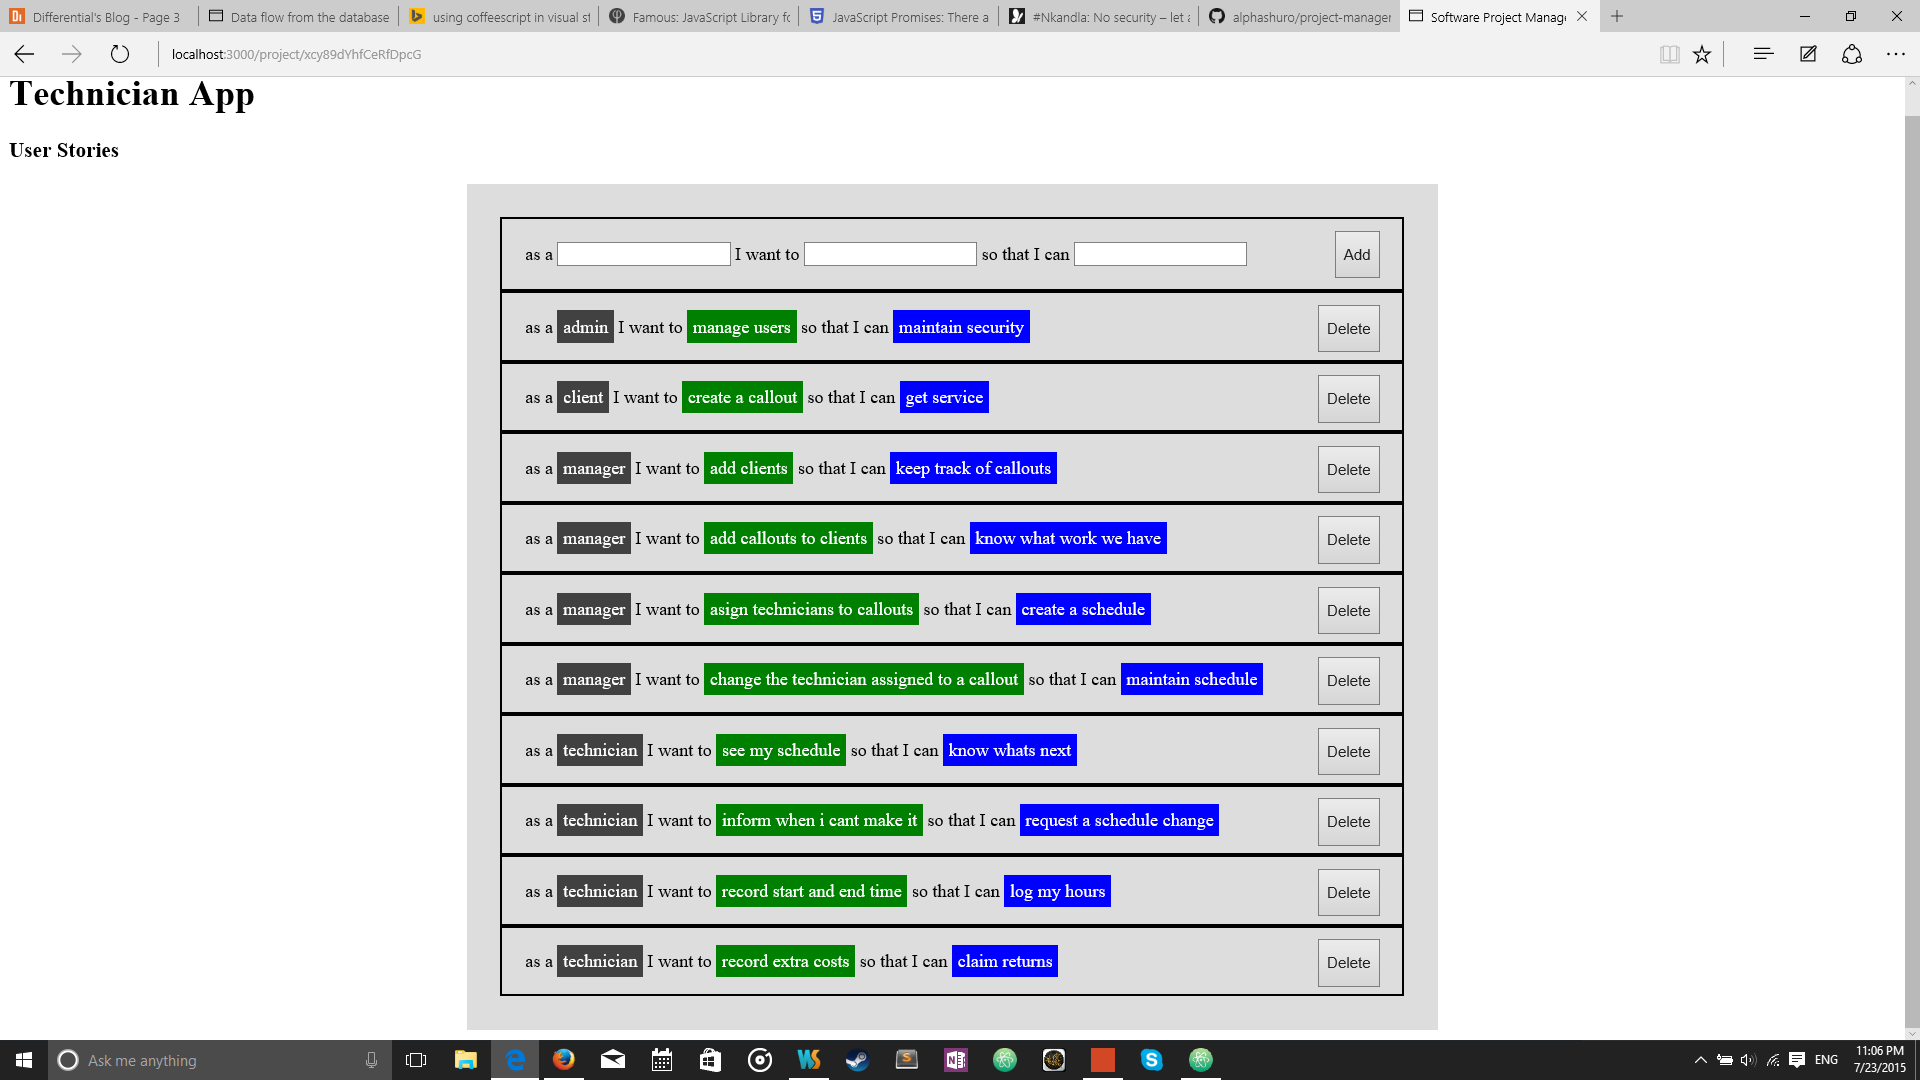 Differential's Blog - Page 3
Data flow from the database
using coffeescript in visual st
Famous: JavaScript Library fo
JavaScript Promises: There a
#Nkandla: No security – let a
alphashuro/project-manager
Software Project Manage
localhost:3000/project/xcy89dYhfCeRfDpcG
Technician App
User Stories
as a I want to so that I can Add
as a admin I want to manage users so that I can maintain security Delete
as a client I want to create a callout so that I can get service Delete
as a manager I want to add clients so that I can keep track of callouts Delete
as a manager I want to add callouts to clients so that I can know what work we have Delete
as a manager I want to asign technicians to callouts so that I can create a schedule Delete
as a manager I want to change the technician assigned to a callout so that I can maintain schedule Delete
as a technician I want to see my schedule so that I can know whats next Delete
as a technician I want to inform when i cant make it so that I can request a schedule change Delete
as a technician I want to record start and end time so that I can log my hours Delete
as a technician I want to record extra costs so that I can claim returns Delete
Ask me anything
ENG
11:06 PM
7/23/2015